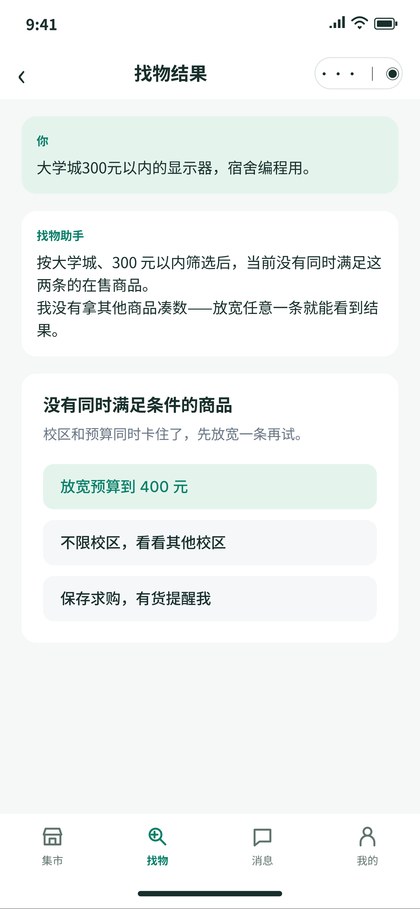 9:41
找物结果
你
大学城300元以内的显示器，宿舍编程用。
找物助手
按大学城、300 元以内筛选后，当前没有同时满足这
两条的在售商品。
我没有拿其他商品凑数——放宽任意一条就能看到结
果。
没有同时满足条件的商品
校区和预算同时卡住了，先放宽一条再试。
放宽预算到 400 元
不限校区，看看其他校区
保存求购，有货提醒我
集市
找物
消息
我的